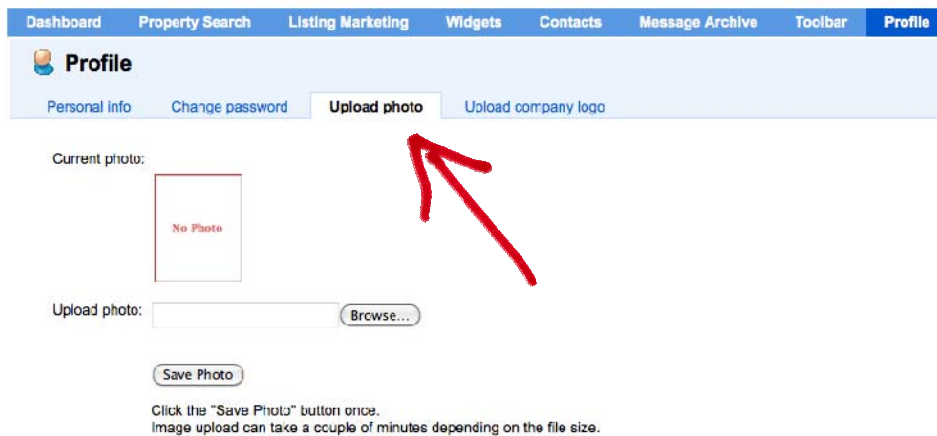 Dashboard Property Search Listing Marketing Widgets Contacts Message Archive Toolbar Profile
Profile
Personal info Change password Upload photo Upload company logo
Current photo:
No Photo
Upload photo: Browse...
Save Photo
Click the "Save Photo" button once.
Image upload can take a couple of minutes depending on the file size.